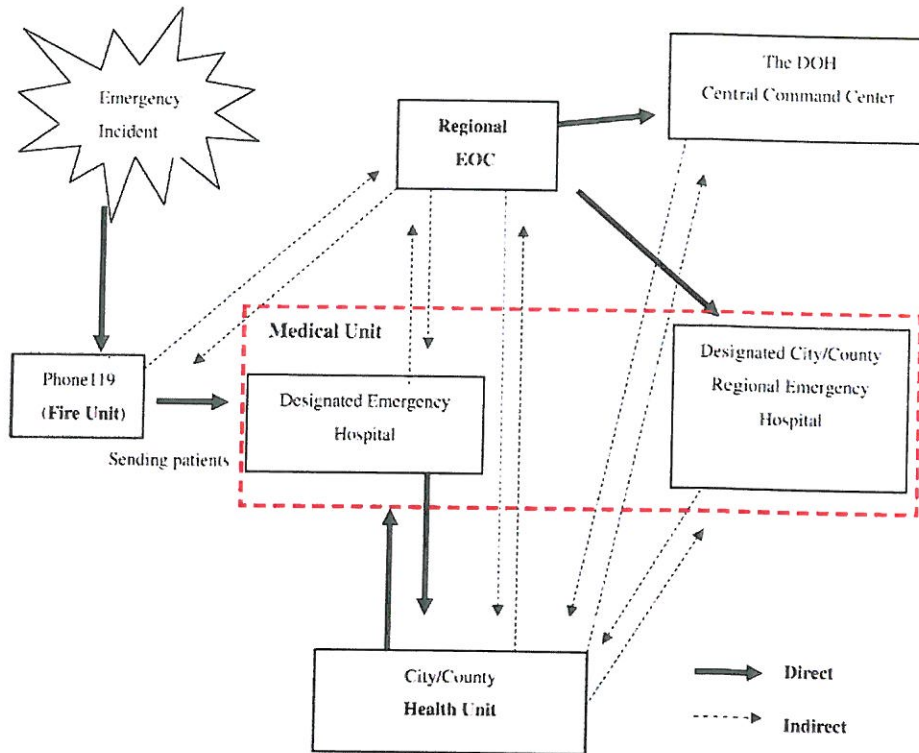 Emergency
Incident
Regional
EOC
The DOH
Central Command Center
Medical Unit
Phone119
(Fire Unit)
Sending patients
Designated Emergency
Hospital
Designated City/County
Regional Emergency
Hospital
City/County
Health Unit
Direct
Indirect